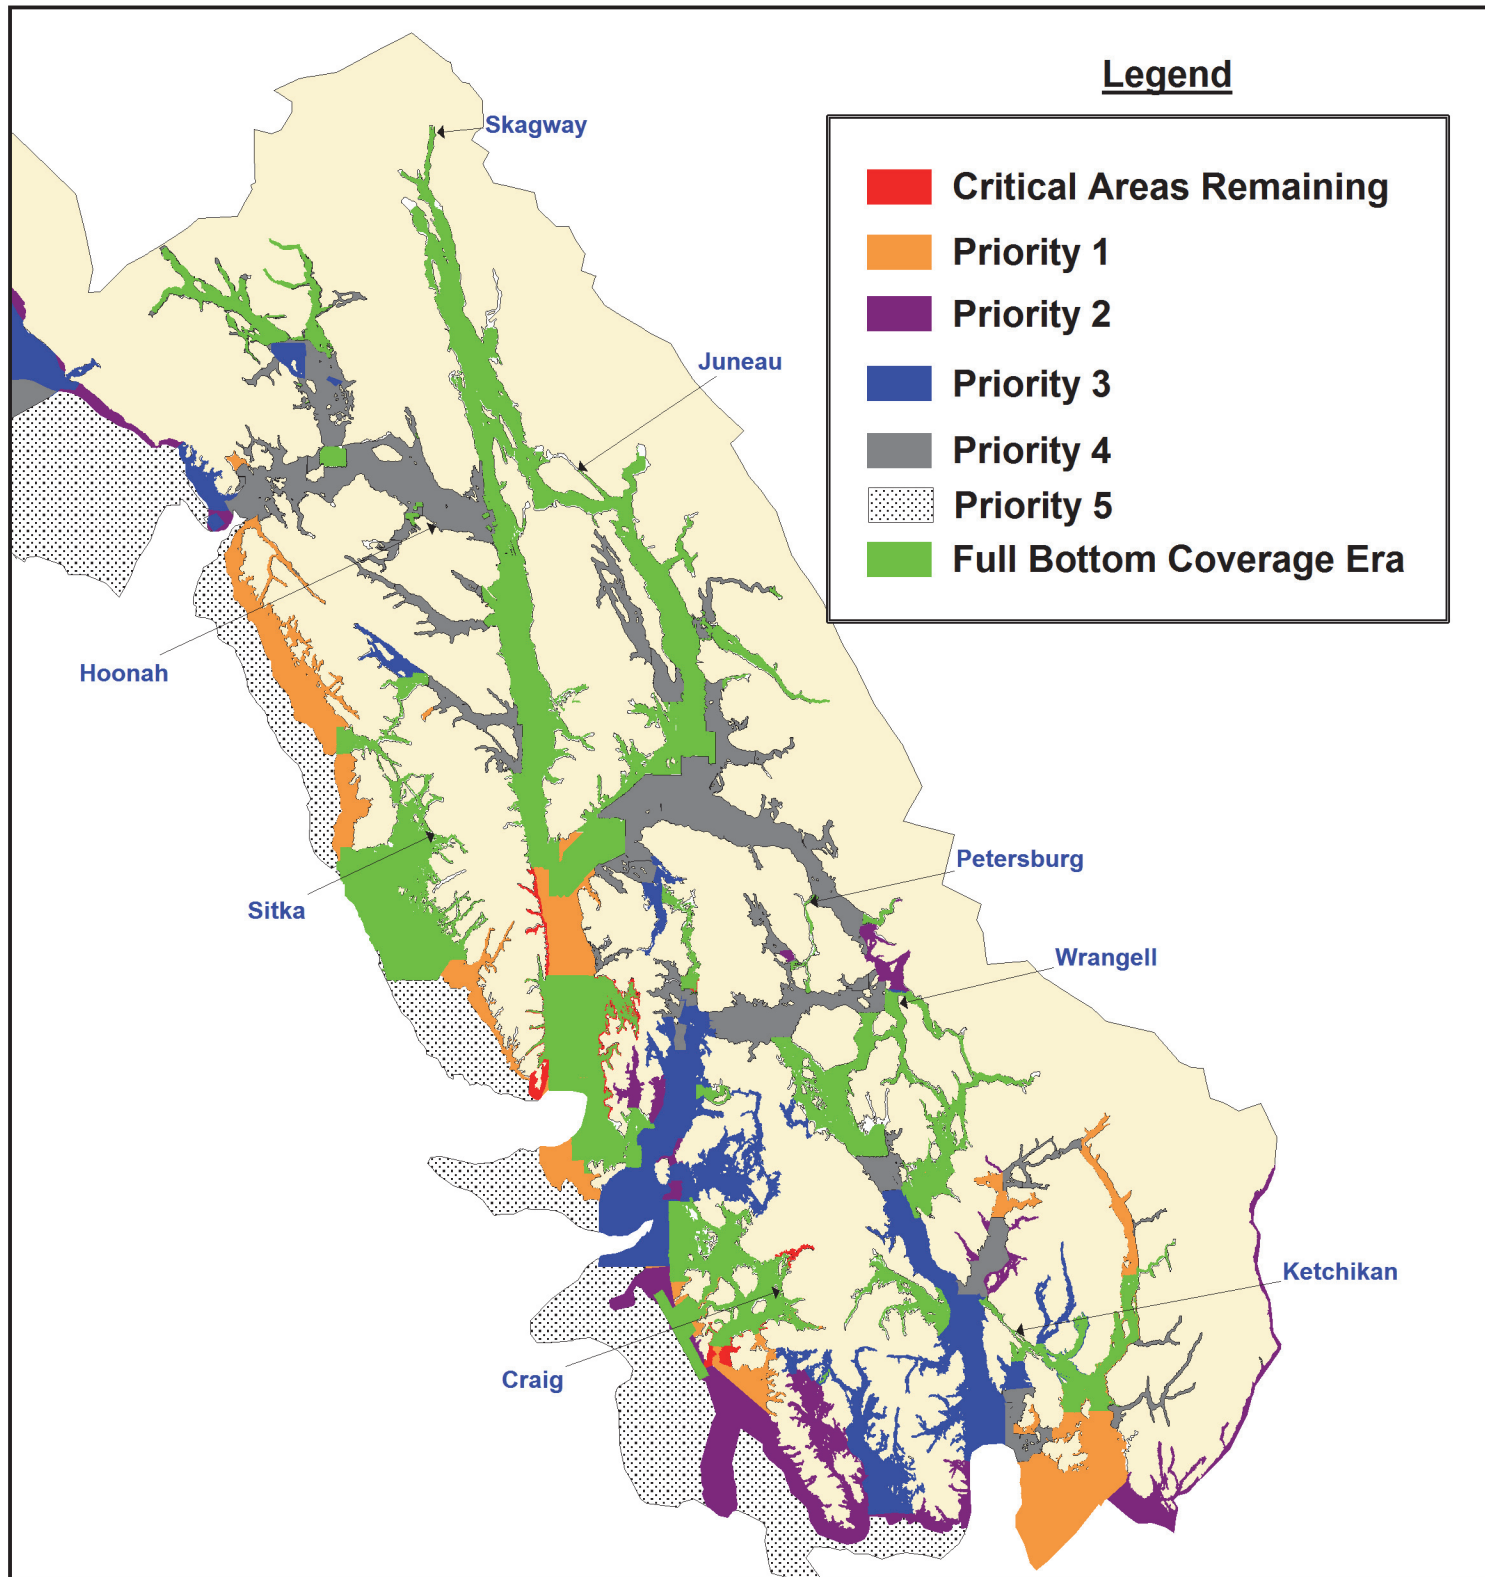 Legend
Critical Areas Remaining
Priority 1
Priority 2
Priority 3
Priority 4
Priority 5
Full Bottom Coverage Era
Skagway
Juneau
Hoonah
Sitka
Petersburg
Wrangell
Ketchikan
Craig